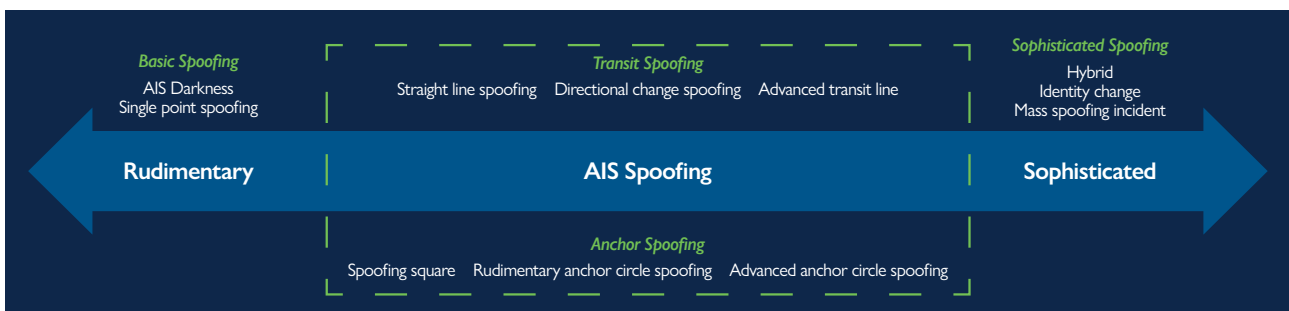 Basic Spoofing
AIS Darkness
Single point spoofing
Transit Spoofing
Straight line spoofing Directional change spoofing Advanced transit line
Sophisticated Spoofing
Hybrid
Identity change
Mass spoofing incident
Rudimentary
AIS Spoofing
Sophisticated
Anchor Spoofing
Spoofing square Rudimentary anchor circle spoofing Advanced anchor circle spoofing